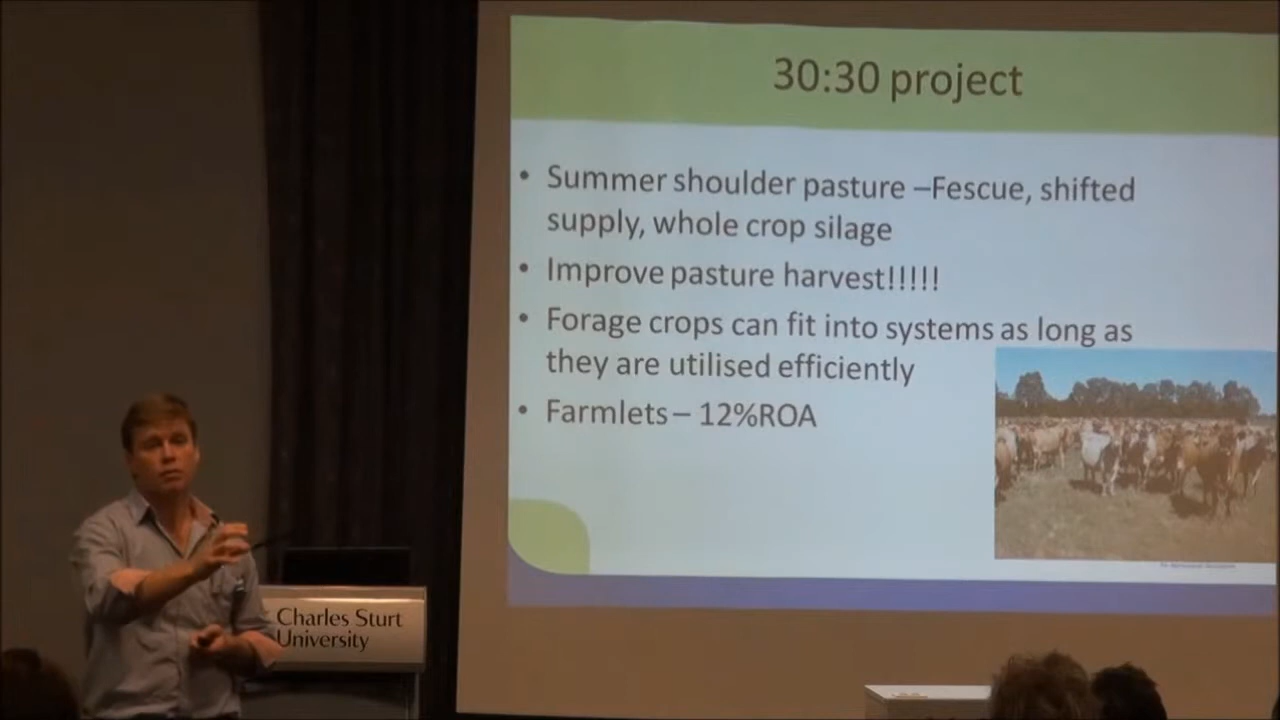 30:30 project
• Summer shoulder pasture –Fescue, shifted
supply, whole crop silage
• Improve pasture harvest!!!!!
• Forage crops can fit into systems as long as
they are utilised efficiently
• Farmlets – 12%ROA
Charles Sturt
University